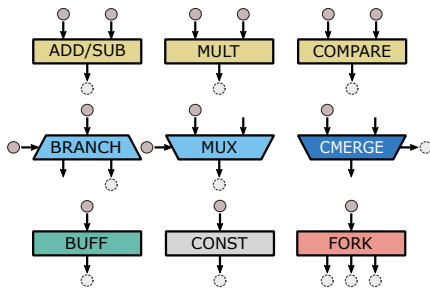 ADD/SUB MULT COMPARE
BRANCH MUX CMERGE
BUFF CONST FORK